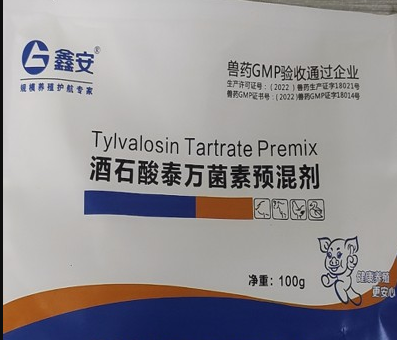 鑫安®
规模养殖护航专家
兽药GMP验收通过企业
生产许可证号:(2022)兽药生产证字18021号
兽药GMP证书号:(2022)兽药GMP证字18014号
Tylvalosin Tartrate Premix
酒石酸泰万菌素预混剂
净重:100g
健康养殖
更安心